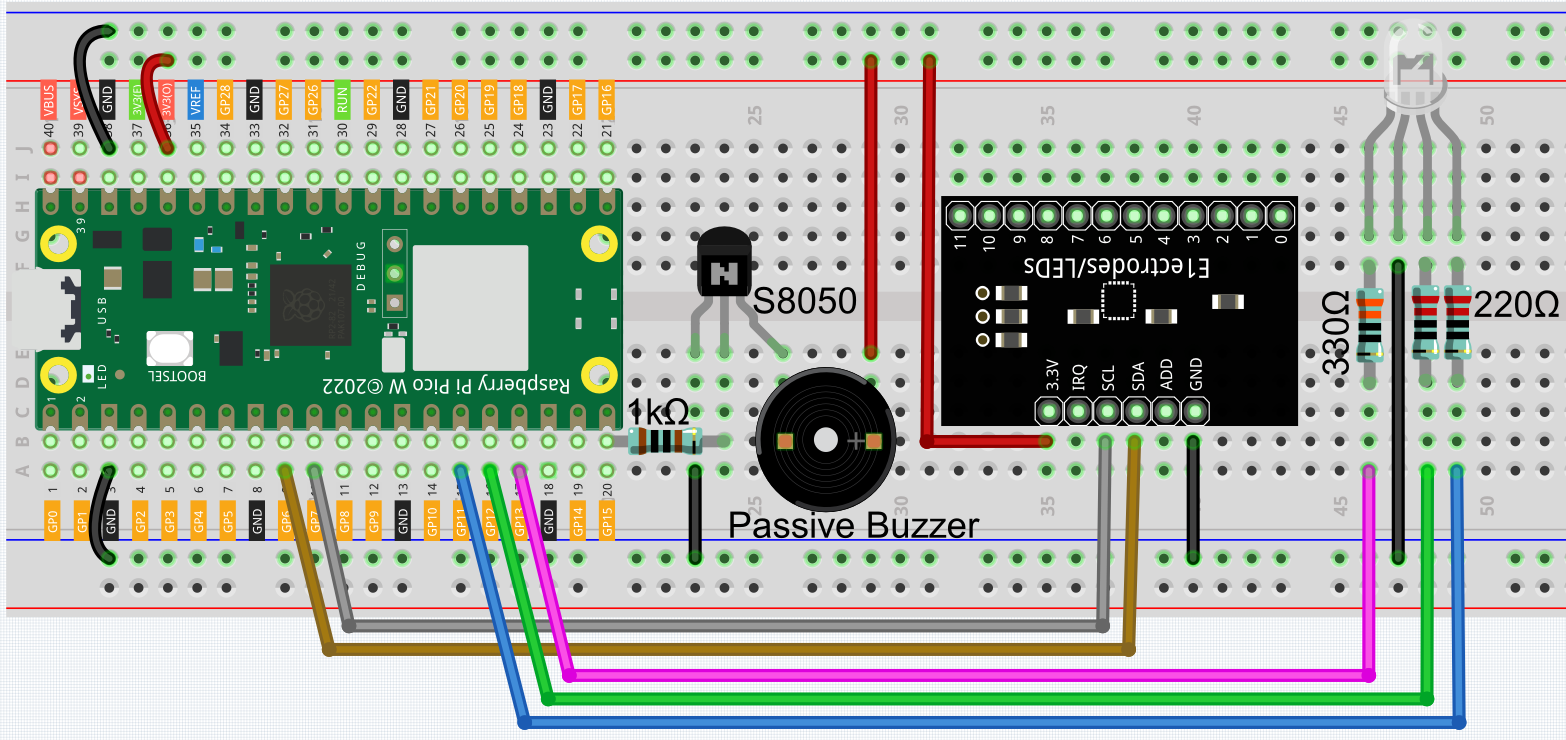 40 VBUS
39 VSYS
38 GND
37 3V3(E)
36 3V3(O)
35 VREF
34 GP28
33 GND
32 GP27
31 GP26
30 RUN
29 GP22
28 GND
27 GP21
26 GP20
25 GP19
24 GP18
23 GND
22 GP17
21 GP16
25
30
35
40
45
50
J
I
H
G
F
E
D
C
B
A
39
DEBUG
USB
BOOTSEL
LED
1
2
Raspberry Pi Pico W ©2022
N
S8050
1kΩ
Passive Buzzer
+
11
10
9
8
7
6
5
4
3
2
1
0
E1ectrodes/LEDs
3.3V
IRQ
SCL
SDA
ADD
GND
330Ω
220Ω
1 GP0
2 GP1
3 GND
4 GP2
5 GP3
6 GP4
7 GP5
8 GND
GP6
GP7
11 GP8
12 GP9
13 GND
14 GP10
GP11
GP12
GP13
18 GND
19 GP14
20 GP15
25
30
35
40
45
50